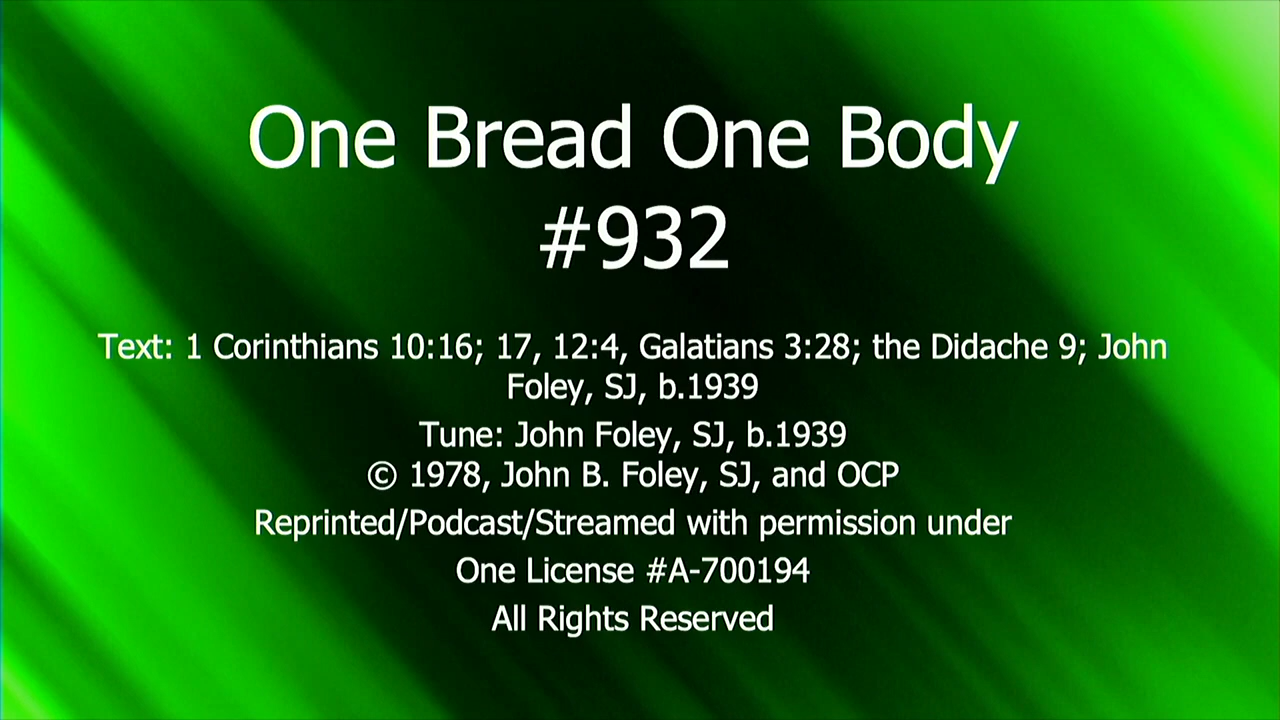 One Bread One Body
#932
Text: 1 Corinthians 10:16; 17, 12:4, Galatians 3:28; the Didache 9; John
Foley, SJ, b.1939
Tune: John Foley, SJ, b.1939
© 1978, John B. Foley, SJ, and OCP
Reprinted/Podcast/Streamed with permission under
One License #A-700194
All Rights Reserved